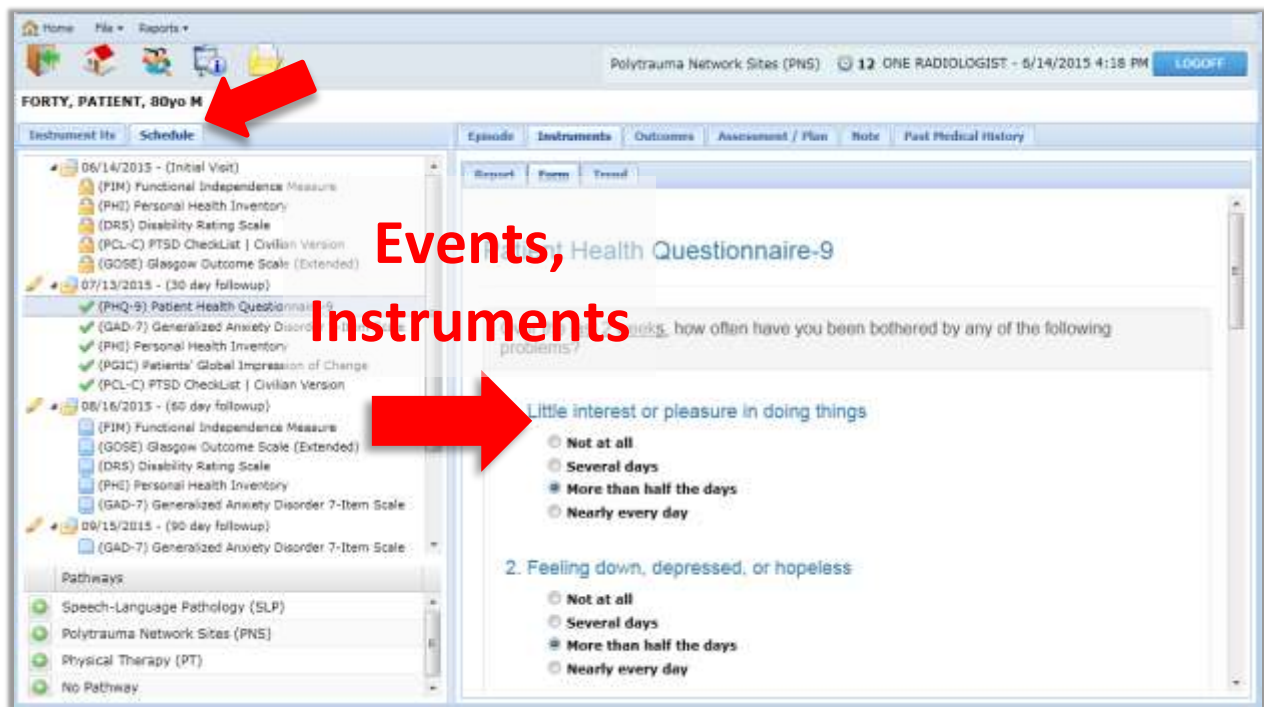 Home File Reports
Polytrauma Network Sites (PNS) 12 ONE RADIOLOGIST - 6/14/2015 4:18 PM LOGOFF
FORTY, PATIENT, 80yo M
Instrument Hx Schedule
Episode Instruments Outcomes Assessment / Plan Note Past Medical History
06/14/2015 - (Initial Visit)
(FIM) Functional Independence Measure
(PHI) Personal Health Inventory
(DRS) Disability Rating Scale
(PCL-C) PTSD CheckList | Civilian Version
(GOSE) Glasgow Outcome Scale (Extended)
07/13/2015 - (30 day followup)
(PHQ-9) Patient Health Questionnaire-9
(GAD-7) Generalized Anxiety Disorder 7-Item Scale
(PHI) Personal Health Inventory
(PGIC) Patients' Global Impression of Change
(PCL-C) PTSD CheckList | Civilian Version
08/16/2015 - (60 day followup)
(FIM) Functional Independence Measure
(GOSE) Glasgow Outcome Scale (Extended)
(DRS) Disability Rating Scale
(PHI) Personal Health Inventory
(GAD-7) Generalized Anxiety Disorder 7-Item Scale
09/15/2015 - (90 day followup)
(GAD-7) Generalized Anxiety Disorder 7-Item Scale
Pathways
Speech-Language Pathology (SLP)
Polytrauma Network Sites (PNS)
Physical Therapy (PT)
No Pathway
Events,
Instruments
Report Form Trend
Patient Health Questionnaire-9
weeks, how often have you been bothered by any of the following
problems?
Little interest or pleasure in doing things
Not at all
Several days
More than half the days
Nearly every day
2. Feeling down, depressed, or hopeless
Not at all
Several days
More than half the days
Nearly every day